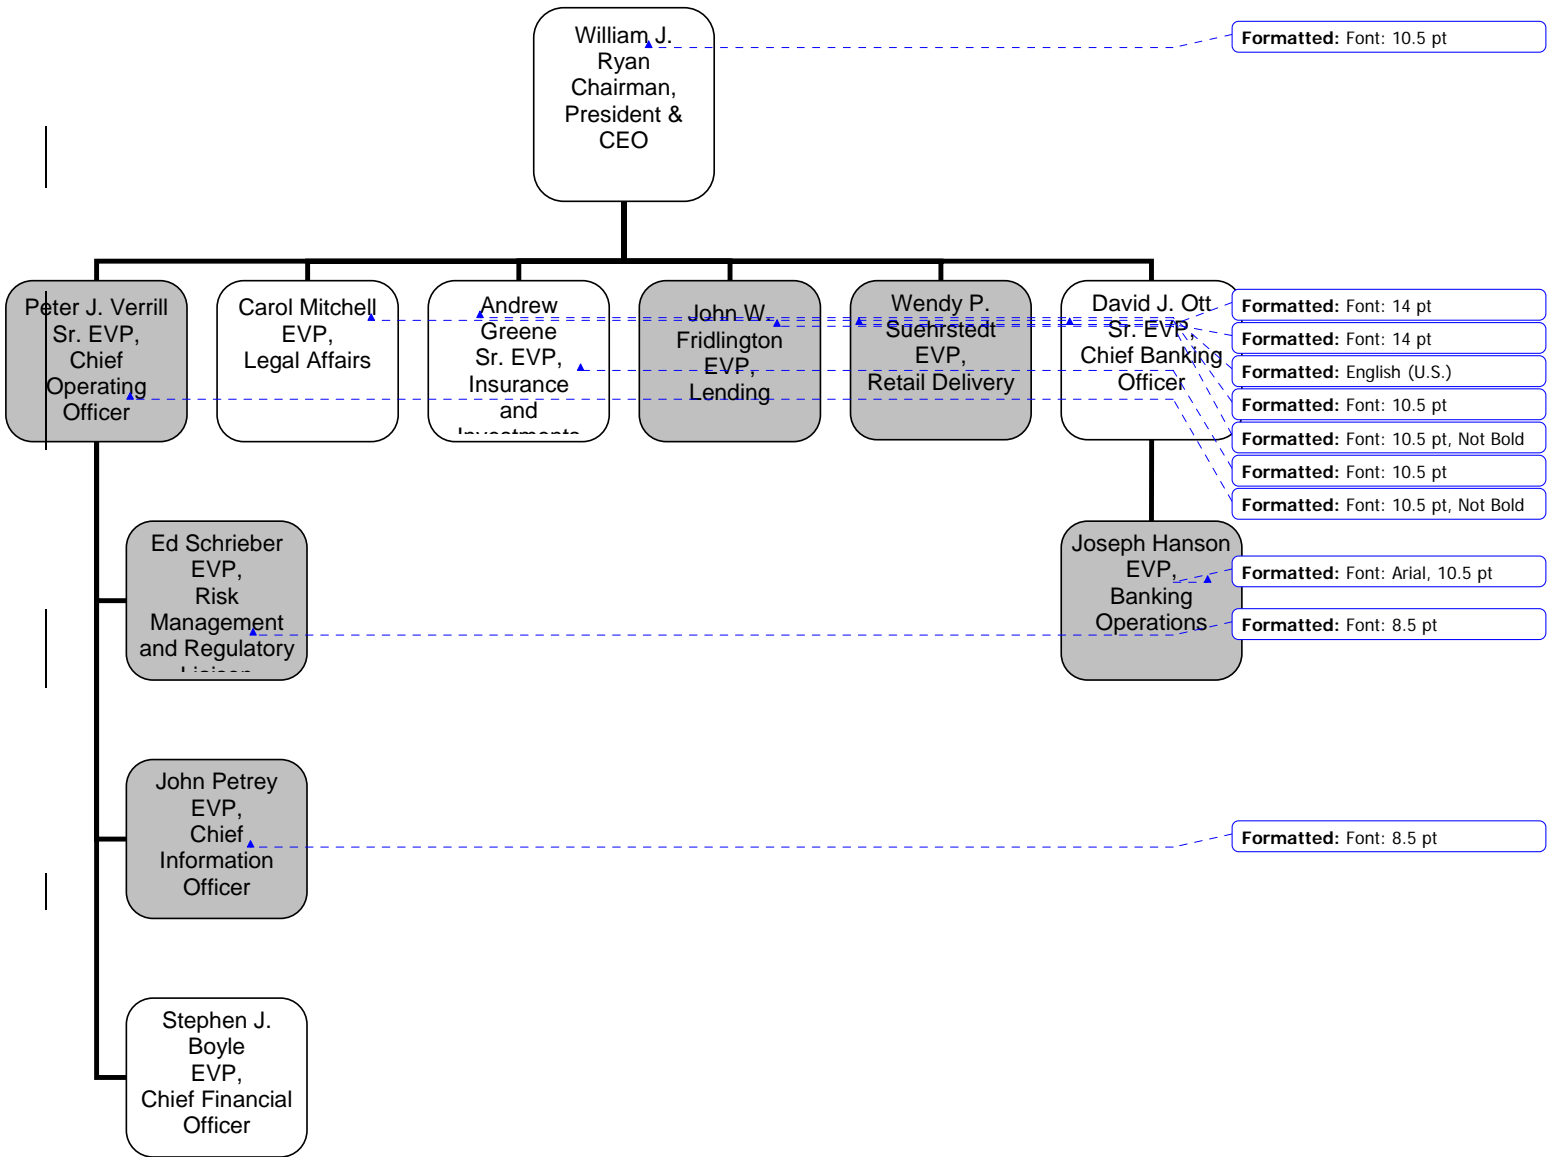 William J.
Ryan
Chairman,
President &
CEO
Formatted: Font: 10.5 pt
Peter J. Verrill
Sr. EVP,
Chief
Operating
Officer
Carol Mitchell
EVP,
Legal Affairs
Andrew
Greene
Sr. EVP,
Insurance
and
Investments
John W.
Fridlington
EVP,
Lending
Wendy P.
Suehrstedt
EVP,
Retail Delivery
David J. Ott
Sr. EVP,
Chief Banking
Officer
Formatted: Font: 14 pt
Formatted: Font: 14 pt
Formatted: English (U.S.)
Formatted: Font: 10.5 pt
Formatted: Font: 10.5 pt, Not Bold
Formatted: Font: 10.5 pt
Formatted: Font: 10.5 pt, Not Bold
Ed Schrieber
EVP,
Risk
Management
and Regulatory
Liaison
Joseph Hanson
EVP,
Banking
Operations
Formatted: Font: Arial, 10.5 pt
Formatted: Font: 8.5 pt
John Petrey
EVP,
Chief
Information
Officer
Formatted: Font: 8.5 pt
Stephen J.
Boyle
EVP,
Chief Financial
Officer